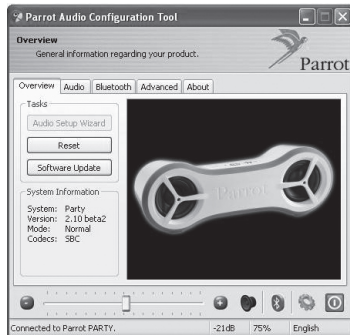 Parrot Audio Configuration Tool
Overview
General information regarding your product.
Parrot
Overview Audio Bluetooth Advanced About
Tasks
Audio Setup Wizard
Reset
Software Update
System Information
System: Party
Version: 2.10 beta2
Mode: Normal
Codecs: SBC
Parrot
Connected to Parrot PARTY. -21dB 75% English